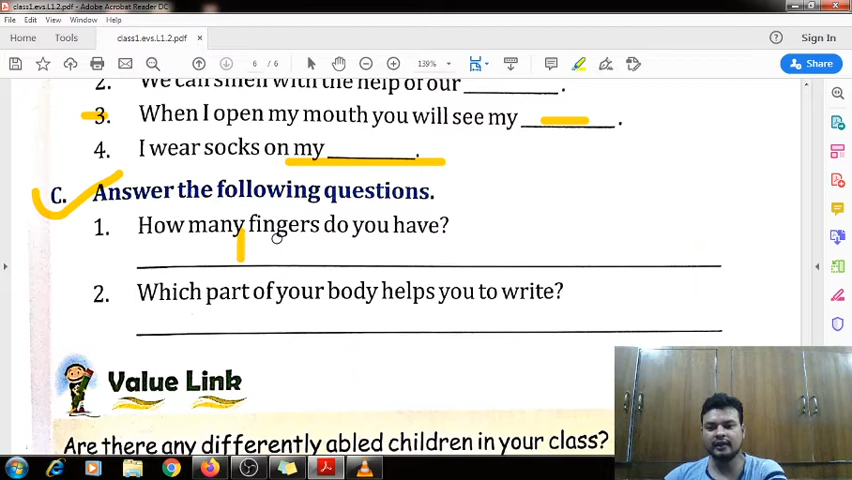 class1.evs.L1.2.pdf - Adobe Acrobat Reader DC
File Edit View Window Help
Home Tools class1.evs.L1.2.pdf × Sign In
6 / 6 139% Share
2. We can smell with the help of our ________ .
3. When I open my mouth you will see my ________ .
4. I wear socks on my ________ .
C. Answer the following questions.
1. How many fingers do you have?
2. Which part of your body helps you to write?
Value Link
Are there any differently abled children in your class?